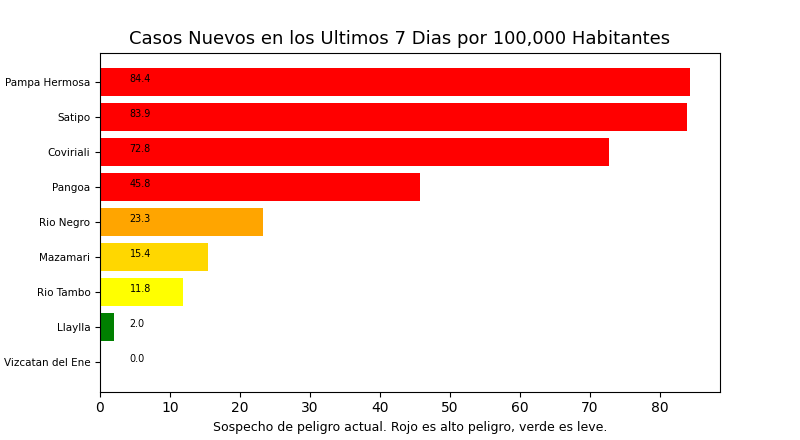 Casos Nuevos en los Ultimos 7 Dias por 100,000 Habitantes
Pampa Hermosa 84.4
Satipo 83.9
Coviriali 72.8
Pangoa 45.8
Rio Negro 23.3
Mazamari 15.4
Rio Tambo 11.8
Llaylla 2.0
Vizcatan del Ene 0.0
0 10 20 30 40 50 60 70 80
Sospecho de peligro actual. Rojo es alto peligro, verde es leve.